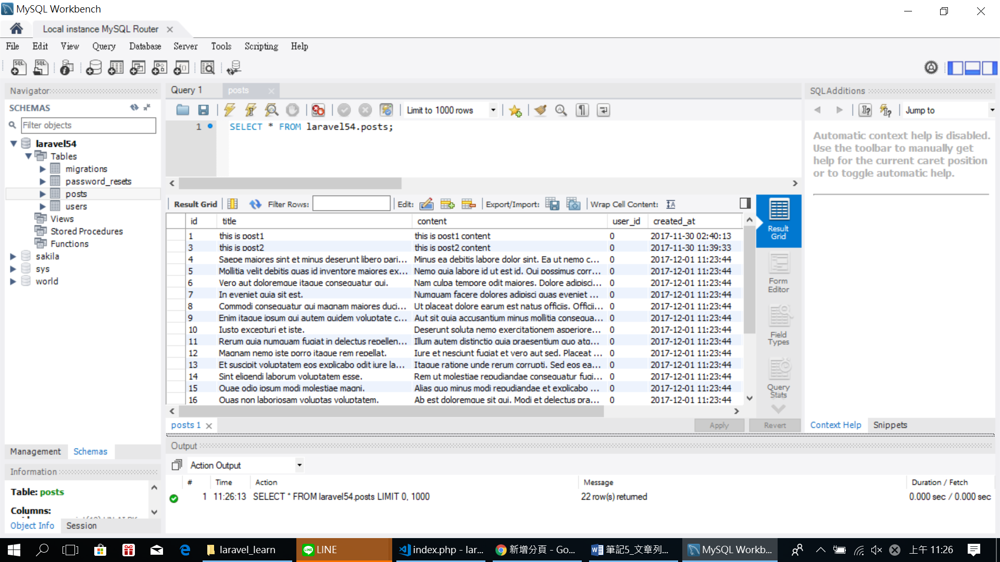 MySQL Workbench
Local instance MySQL Router
File Edit View Query Database Server Tools Scripting Help
Navigator
SCHEMAS
Filter objects
laravel54
Tables
migrations
password_resets
posts
users
Views
Stored Procedures
Functions
sakila
sys
world
Management Schemas
Information
Table: posts
Columns:
Object Info Session
Query 1 posts
Limit to 1000 rows
1 SELECT * FROM laravel54.posts;
Result Grid Filter Rows: Edit: Export/Import: Wrap Cell Content:
id title content user_id created_at
1 this is post1 this is post1 content 0 2017-11-30 02:40:13
3 this is post2 this is post2 content 0 2017-11-30 11:39:33
4 Saepe maiores sint et minus deserunt libero pari... Minus ea debitis labore dolor sint. Ea ut nemo c... 0 2017-12-01 11:23:44
5 Mollitia velit debitis quas id inventore maiores ex... Nemo quia labore id ut est id. Qui possimus corr... 0 2017-12-01 11:23:44
6 Vero aut doloremque itaque consequatur qui. Nam culpa tempore odit maiores. Dolore adipisci... 0 2017-12-01 11:23:44
7 In eveniet quia sit est. Numquam facere dolores adipisci quas eveniet ... 0 2017-12-01 11:23:44
8 Commodi consequatur qui magnam maiores duci... Ut placeat dolore earum est natus officiis. Officii... 0 2017-12-01 11:23:44
9 Enim itaque ipsum qui autem quidem voluptate c... Aut sit quia accusantium minus mollitia consequa... 0 2017-12-01 11:23:44
10 Iusto excepturi et iste. Deserunt soluta nemo exercitationem asperiore... 0 2017-12-01 11:23:44
11 Rerum quia numquam fugiat in delectus repellen... Illum autem distinctio quia praesentium quo atq... 0 2017-12-01 11:23:44
12 Magnam nemo iste porro itaque rem repellat. Iure et nesciunt fugiat et vero aut sed. Placeat ... 0 2017-12-01 11:23:44
13 Et suscipit voluptatem eos explicabo odit iure la... Itaque ratione unde rerum corrupti. Sed eos ea... 0 2017-12-01 11:23:44
14 Sint eligendi laborum voluptatem esse. Rem ut molestiae repudiandae consequatur fugi... 0 2017-12-01 11:23:44
15 Quae odio ipsum modi molestiae magni. Alias quo minus modi repudiandae et explicabo ... 0 2017-12-01 11:23:44
16 Quas non laboriosam voluptas voluptatem. Ab est doloremque sit qui. Modi et delectus pra... 0 2017-12-01 11:23:44
Result
Grid
Form
Editor
Field
Types
Query
Stats
posts 1 Apply Revert
SQLAdditions
Jump to
Automatic context help is disabled.
Use the toolbar to manually get
help for the current caret position
or to toggle automatic help.
Context Help Snippets
Output
Action Output
# Time Action Message Duration / Fetch
1 11:26:13 SELECT * FROM laravel54.posts LIMIT 0, 1000 22 row(s) returned 0.000 sec / 0.000 sec
laravel_learn LINE index.php - lar... 新增分頁 - Go... 筆記5_文章列... MySQL Workb... 上午 11:26